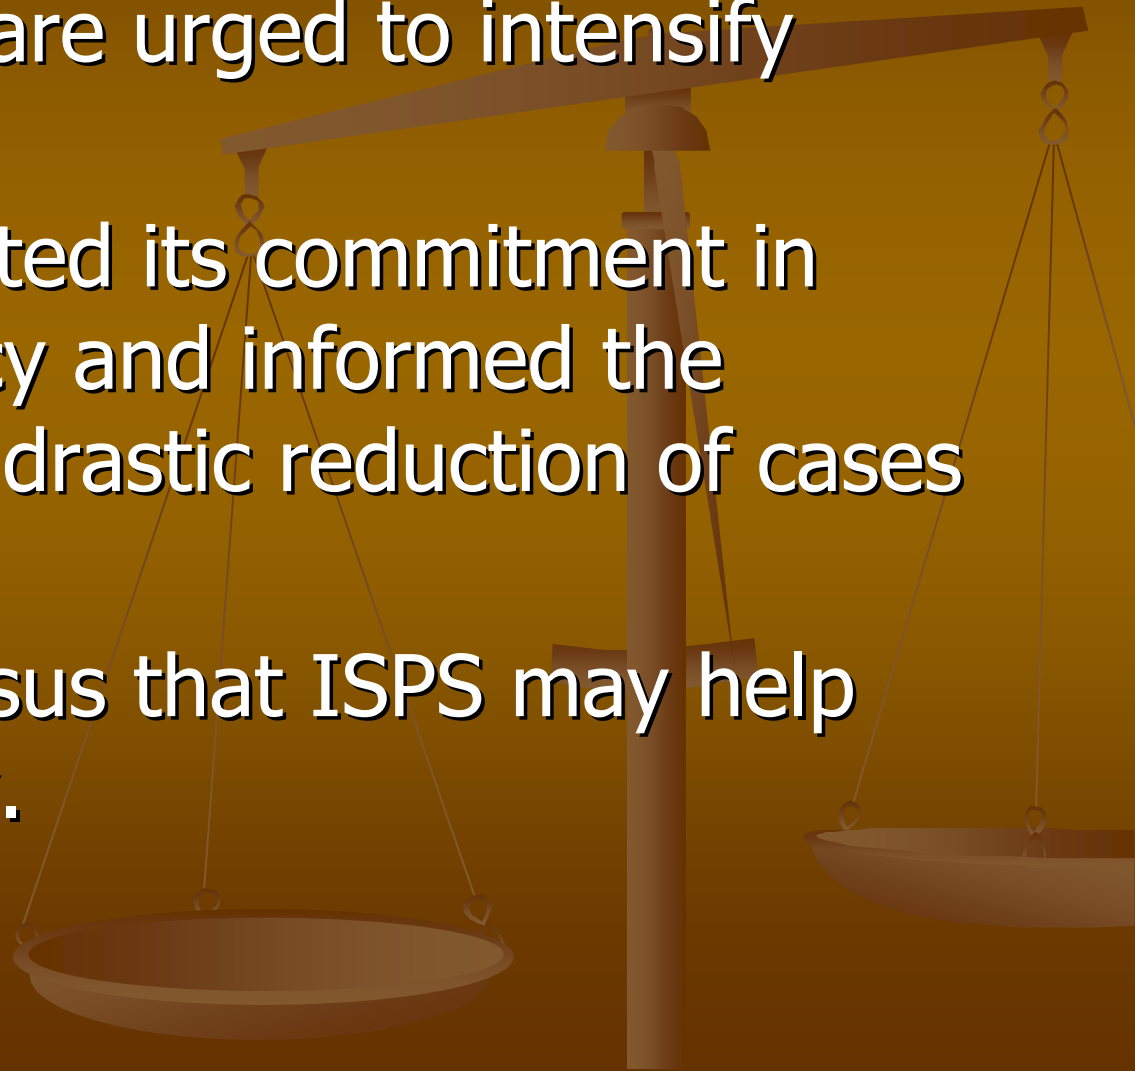 are urged to intensify
ted its commitment in
cy and informed the
drastic reduction of cases
sus that ISPS may help
.